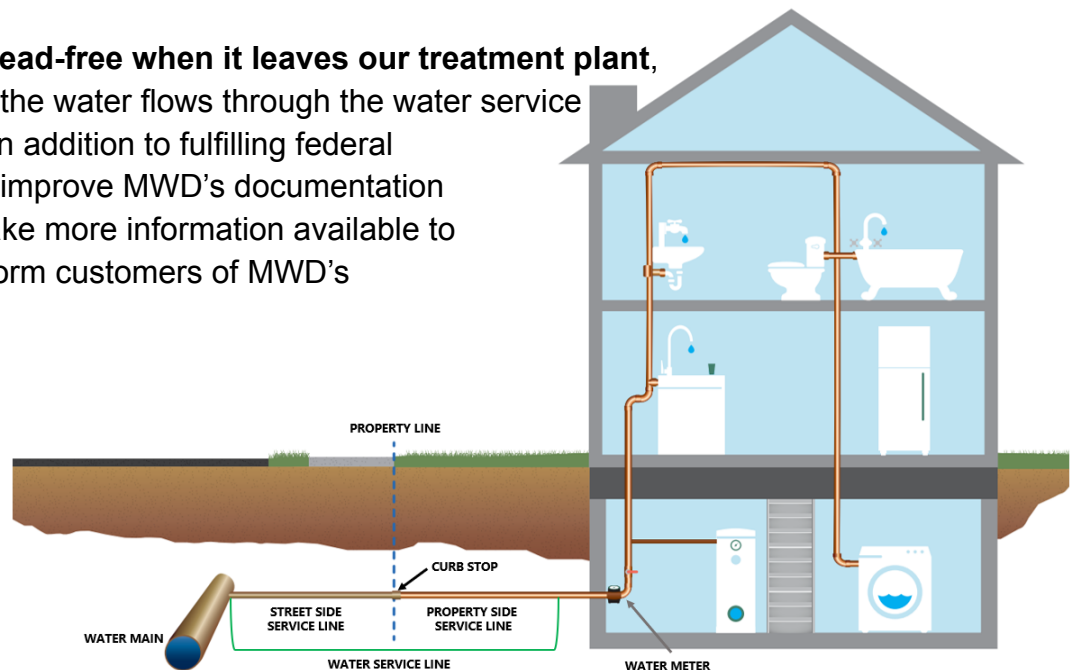 ead-free when it leaves our treatment plant,
the water flows through the water service
n addition to fulfilling federal
improve MWD’s documentation
ake more information available to
orm customers of MWD’s
PROPERTY LINE
CURB STOP
STREET SIDE
SERVICE LINE
PROPERTY SIDE
SERVICE LINE
WATER MAIN
WATER SERVICE LINE
WATER METER